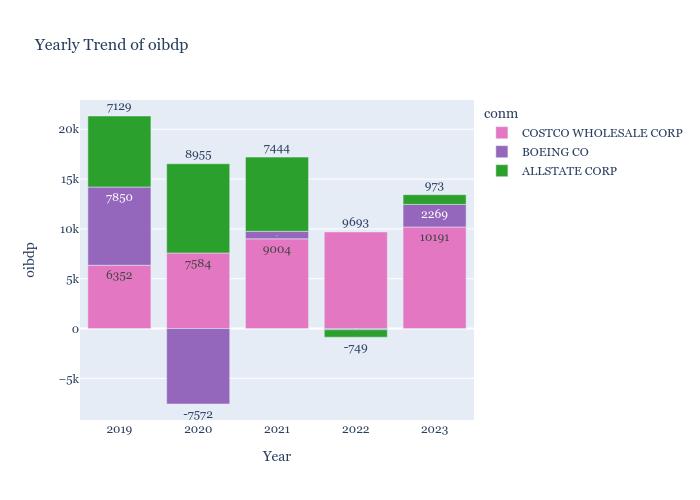 Yearly Trend of oibdp
conm
COSTCO WHOLESALE CORP
BOEING CO
ALLSTATE CORP
oibdp
20k
15k
10k
5k
0
−5k
7129
7850
6352
8955
7584
-7572
7444
9004
9693
-749
973
2269
10191
2019
2020
2021
2022
2023
Year